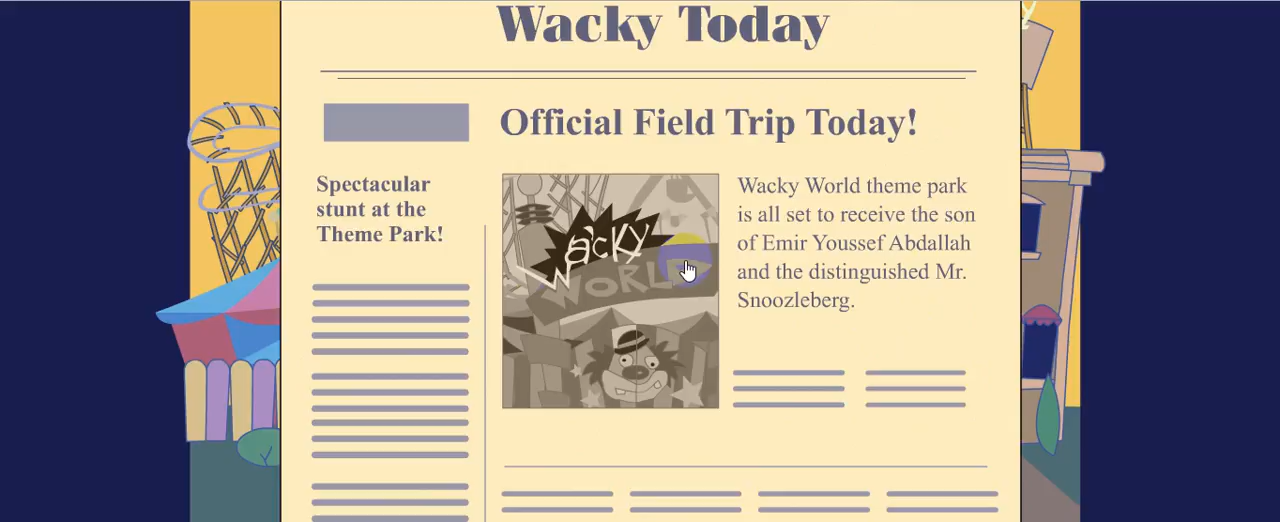 Wacky Today
Official Field Trip Today!
Spectacular
stunt at the
Theme Park!
Wacky
WORLD
Wacky World theme park
is all set to receive the son
of Emir Youssef Abdallah
and the distinguished Mr.
Snoozleberg.